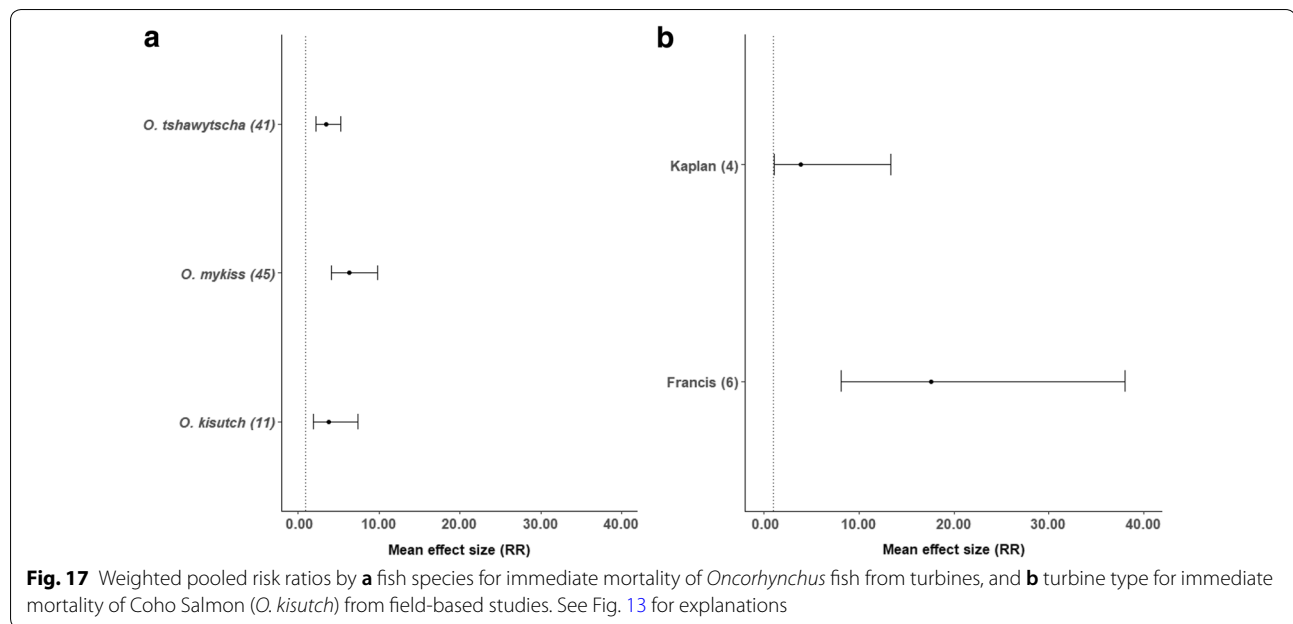 a
O. tshawytscha (41)
O. mykiss (45)
O. kisutch (11)
0.00 10.00 20.00 30.00 40.00
Mean effect size (RR)
b
Kaplan (4)
Francis (6)
0.00 10.00 20.00 30.00 40.00
Mean effect size (RR)
Fig. 17 Weighted pooled risk ratios by a fish species for immediate mortality of Oncorhynchus fish from turbines, and b turbine type for immediate
mortality of Coho Salmon (O. kisutch) from field-based studies. See Fig. 13 for explanations